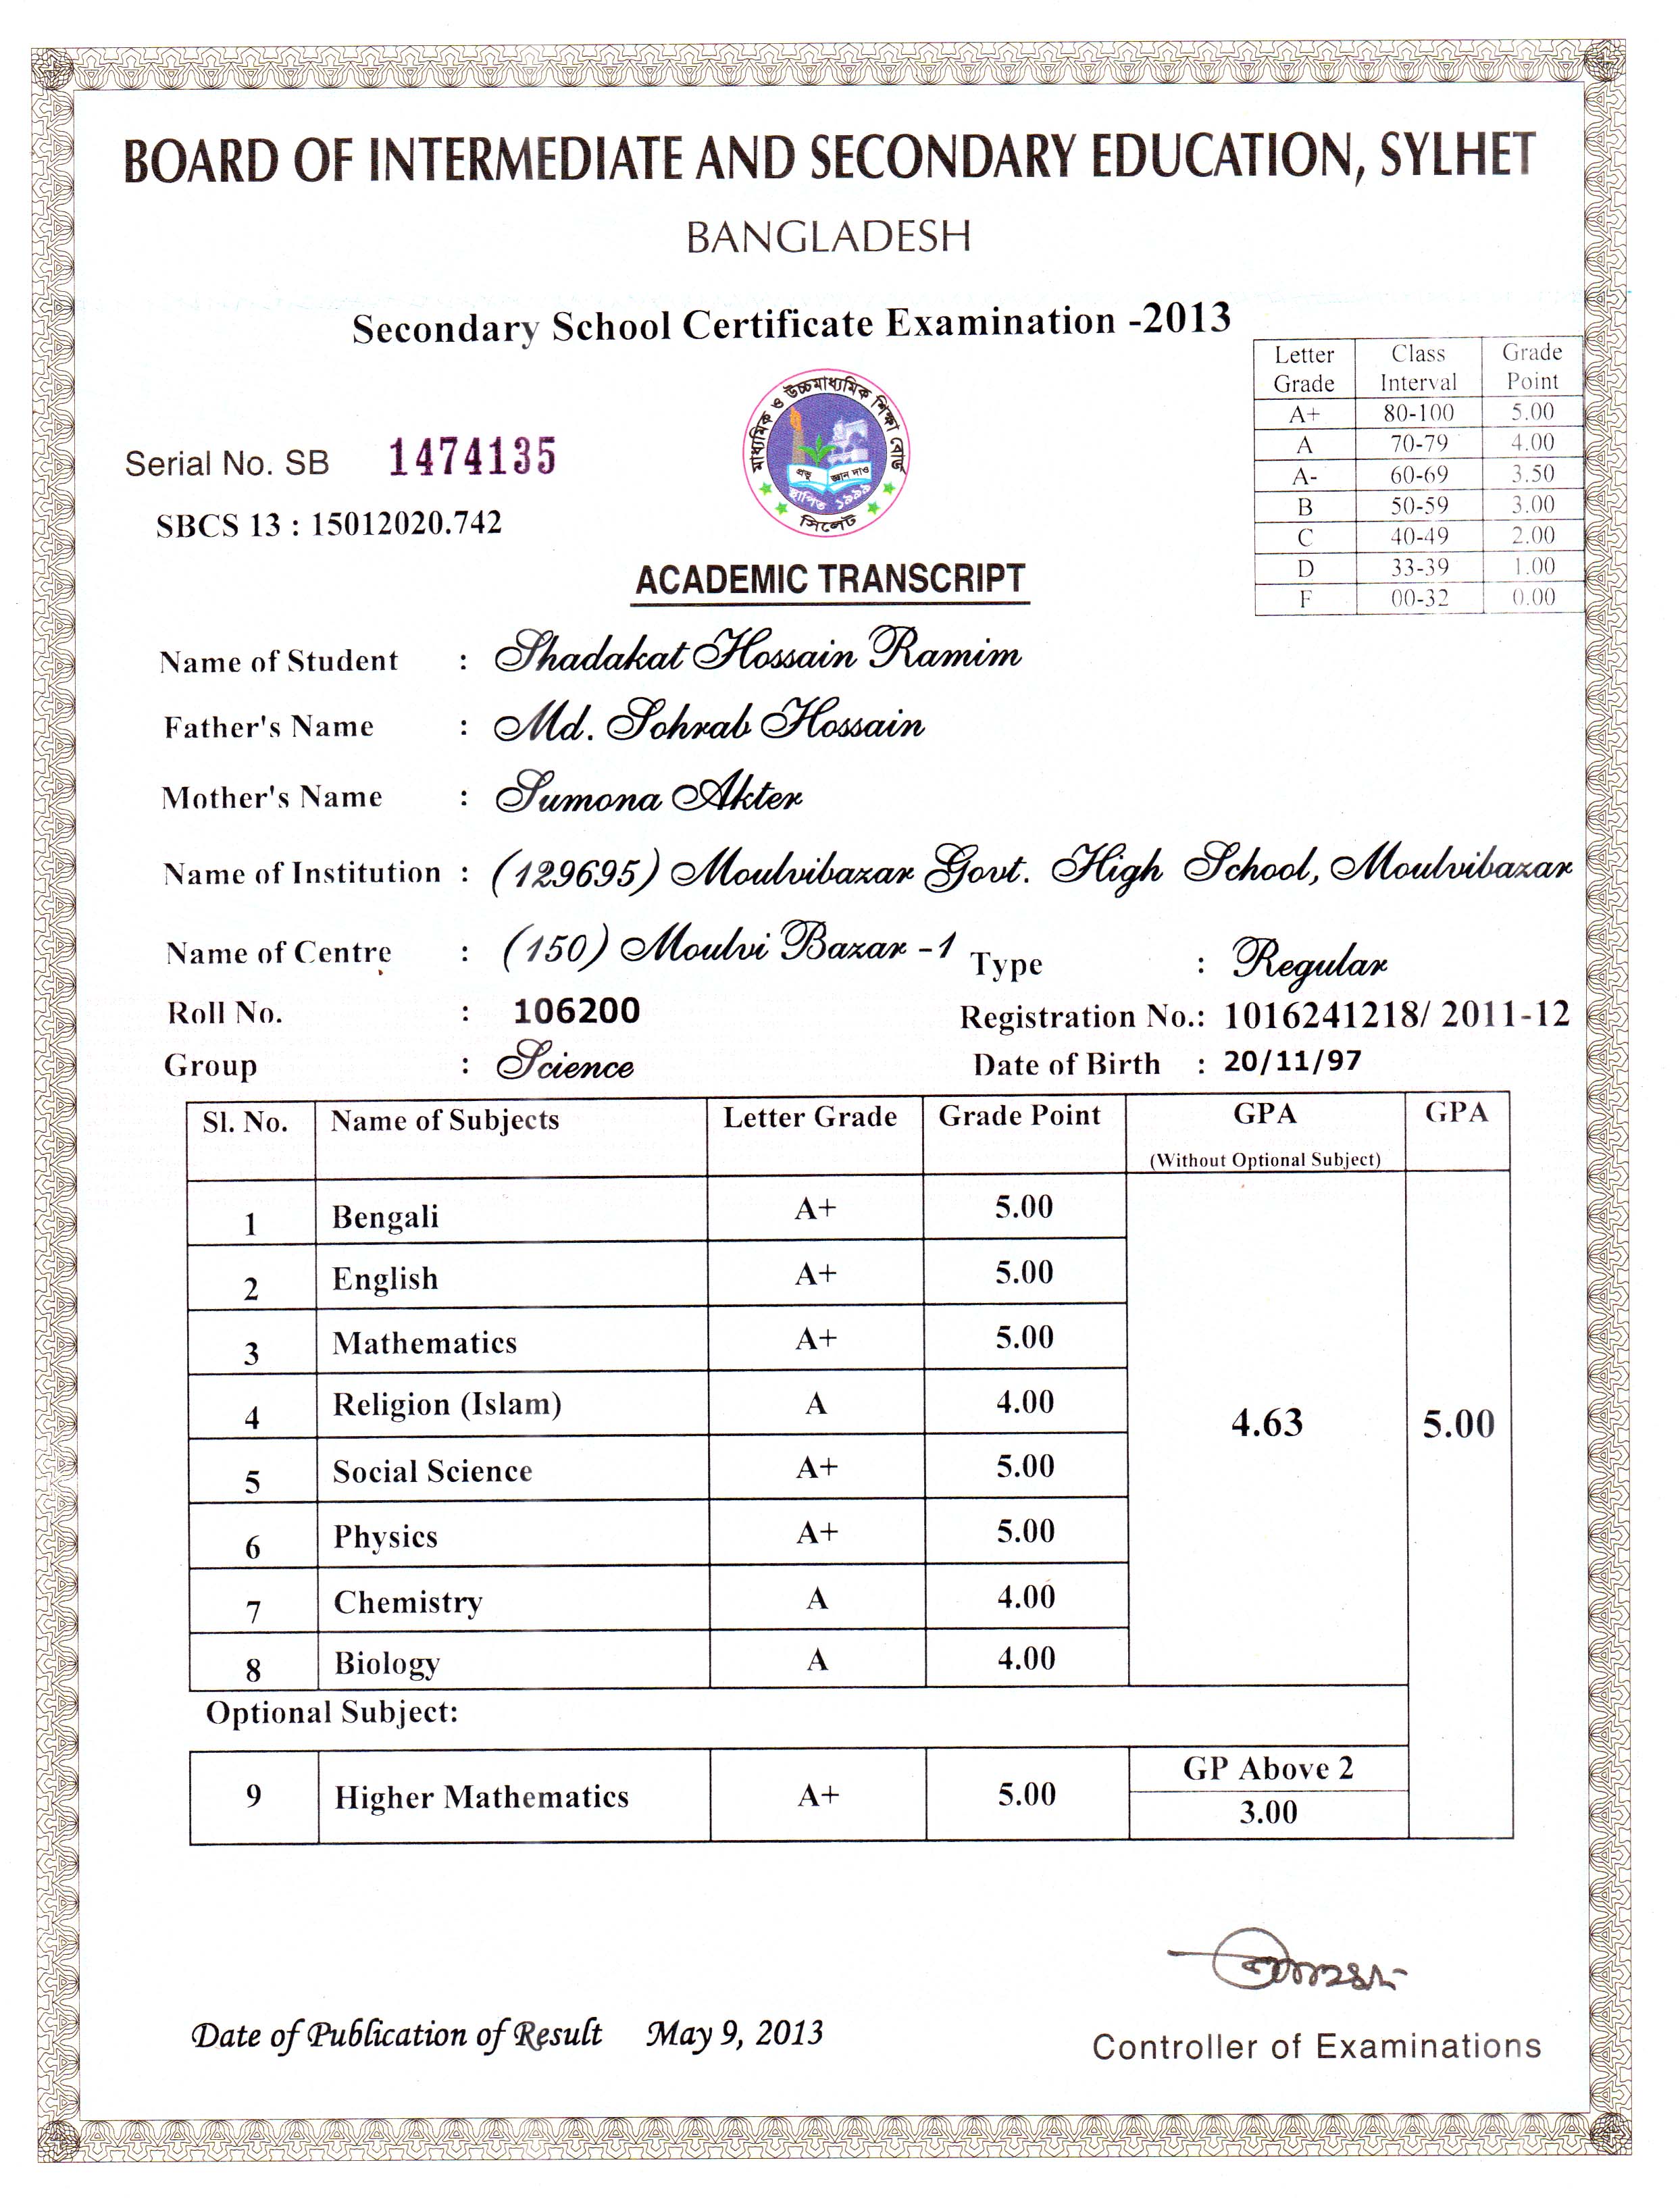 BOARD OF INTERMEDIATE AND SECONDARY EDUCATION, SYLHET
BANGLADESH
Secondary School Certificate Examination -2013
Letter Grade Class Interval Grade Point
A+ 80-100 5.00
A 70-79 4.00
A- 60-69 3.50
B 50-59 3.00
C 40-49 2.00
D 33-39 1.00
F 00-32 0.00
মাধ্যমিক ও উচ্চমাধ্যমিক শিক্ষা বোর্ড
প্রভু জ্ঞান দাও
স্থাপিত ১৯৯৯
সিলেট
Serial No. SB 1474135
SBCS 13 : 15012020.742
ACADEMIC TRANSCRIPT
Name of Student : Shadakat Hossain Ramim
Father's Name : Md. Sohrab Hossain
Mother's Name : Sumona Akter
Name of Institution : (129695) Moulvibazar Govt. High School, Moulvibazar
Name of Centre : (150) Moulvi Bazar -1 Type : Regular
Roll No. : 106200 Registration No.: 1016241218/ 2011-12
Group : Science Date of Birth : 20/11/97
Sl. No. Name of Subjects Letter Grade Grade Point GPA (Without Optional Subject) GPA
1 Bengali A+ 5.00
2 English A+ 5.00
3 Mathematics A+ 5.00
4 Religion (Islam) A 4.00 4.63 5.00
5 Social Science A+ 5.00
6 Physics A+ 5.00
7 Chemistry A 4.00
8 Biology A 4.00
Optional Subject:
9 Higher Mathematics A+ 5.00 GP Above 2 3.00
Date of Publication of Result May 9, 2013
Controller of Examinations